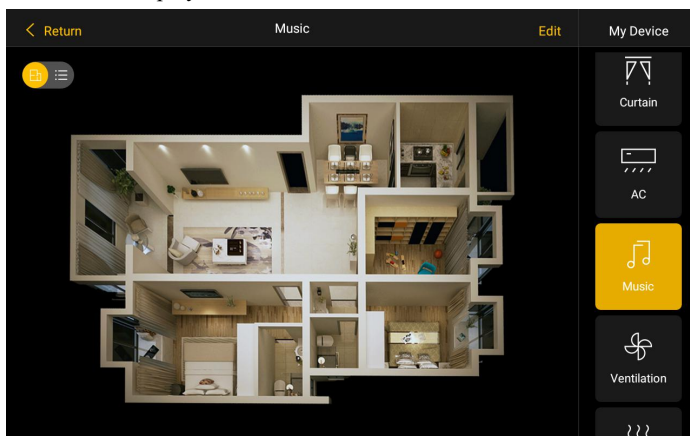 Return
Music
Edit
My Device
Curtain
AC
Music
Ventilation